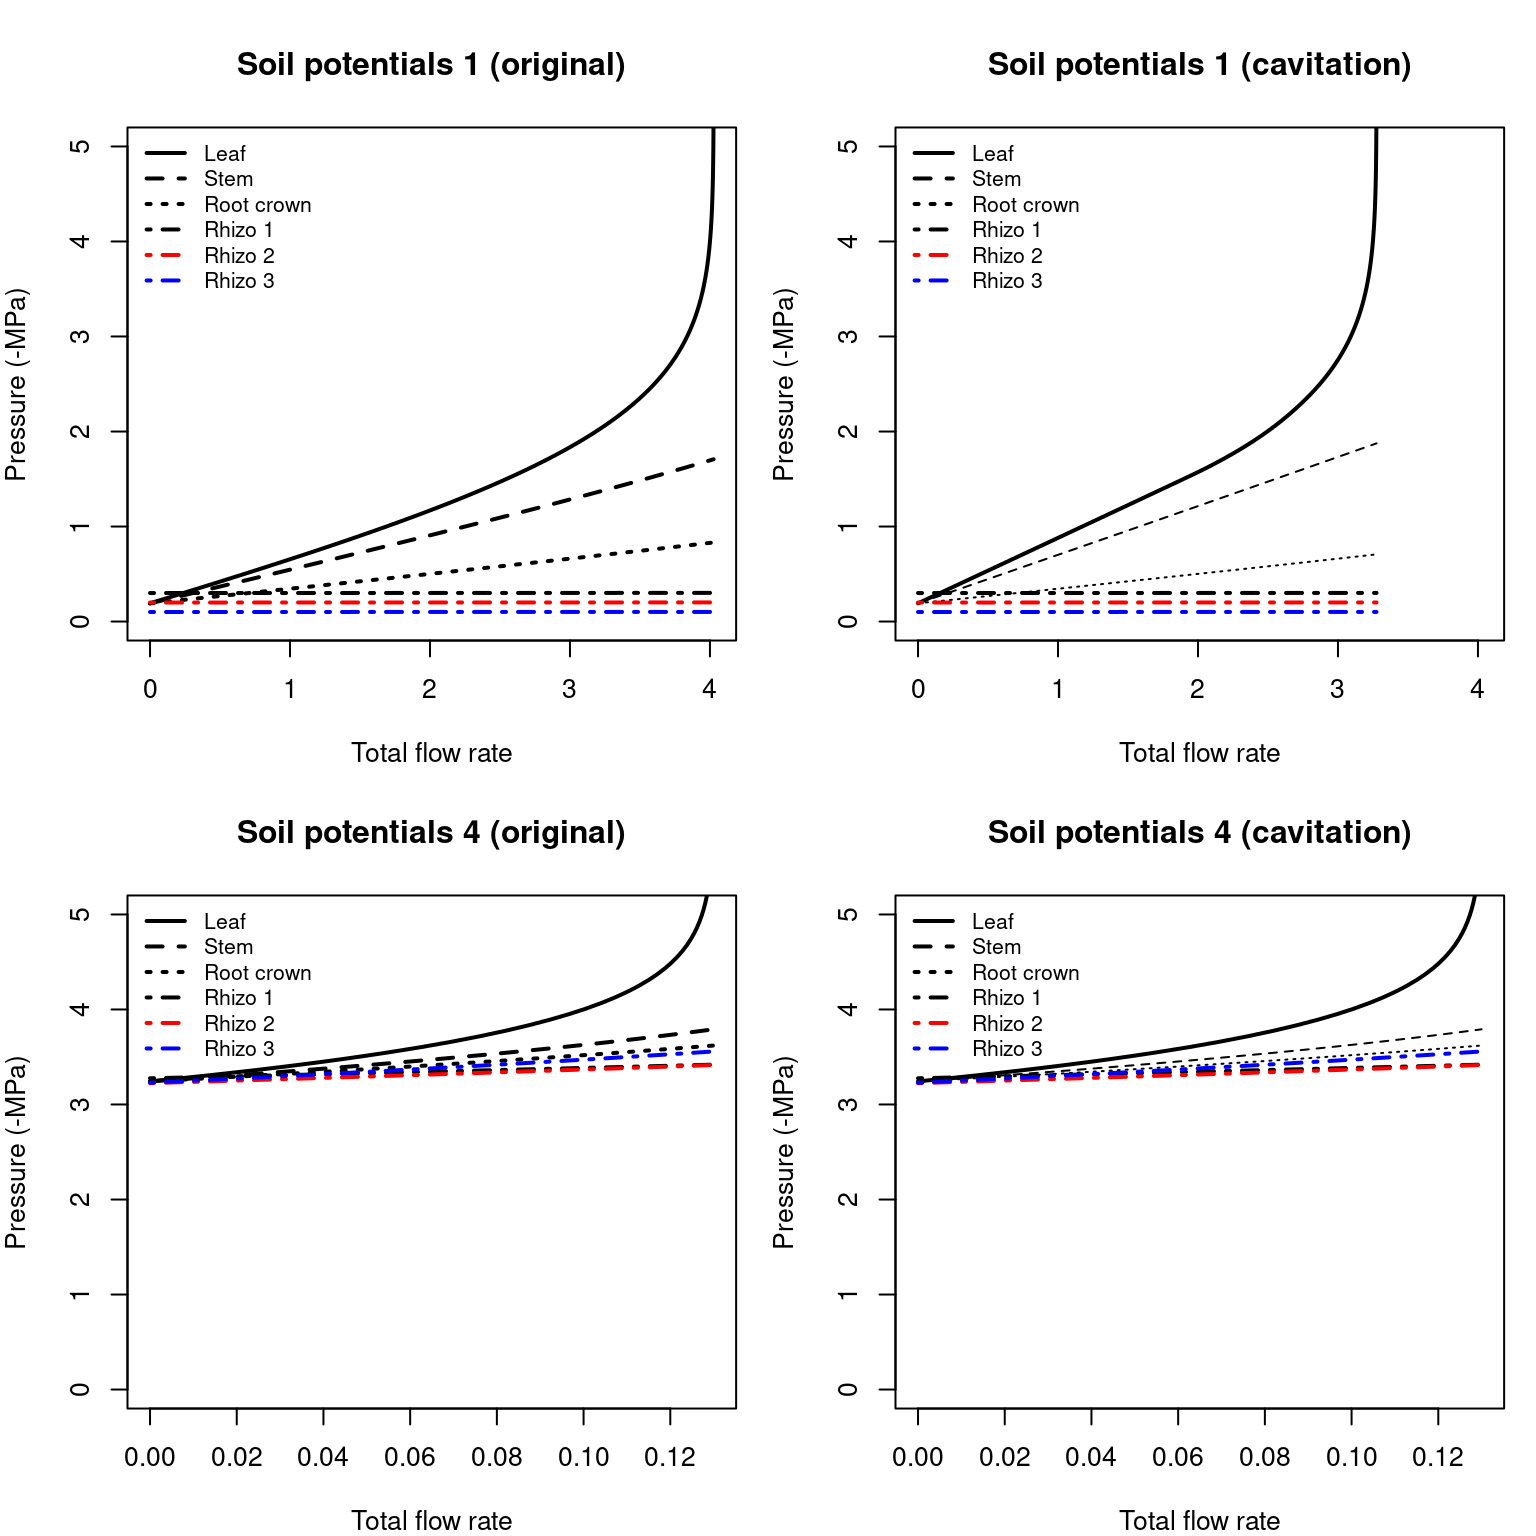 Soil potentials 1 (original)
Pressure (-MPa)
5
4
3
2
1
0
Leaf
Stem
Root crown
Rhizo 1
Rhizo 2
Rhizo 3
0 1 2 3 4
Total flow rate
Soil potentials 1 (cavitation)
Pressure (-MPa)
5
4
3
2
1
0
Leaf
Stem
Root crown
Rhizo 1
Rhizo 2
Rhizo 3
0 1 2 3 4
Total flow rate
Soil potentials 4 (original)
Pressure (-MPa)
5
4
3
2
1
0
Leaf
Stem
Root crown
Rhizo 1
Rhizo 2
Rhizo 3
0.00 0.02 0.04 0.06 0.08 0.10 0.12
Total flow rate
Soil potentials 4 (cavitation)
Pressure (-MPa)
5
4
3
2
1
0
Leaf
Stem
Root crown
Rhizo 1
Rhizo 2
Rhizo 3
0.00 0.02 0.04 0.06 0.08 0.10 0.12
Total flow rate